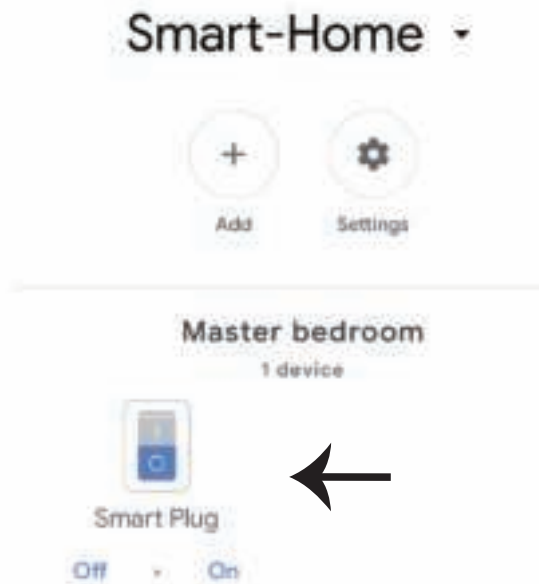 Smart-Home
Add Settings
Master bedroom
1 device
Smart Plug
Off • On